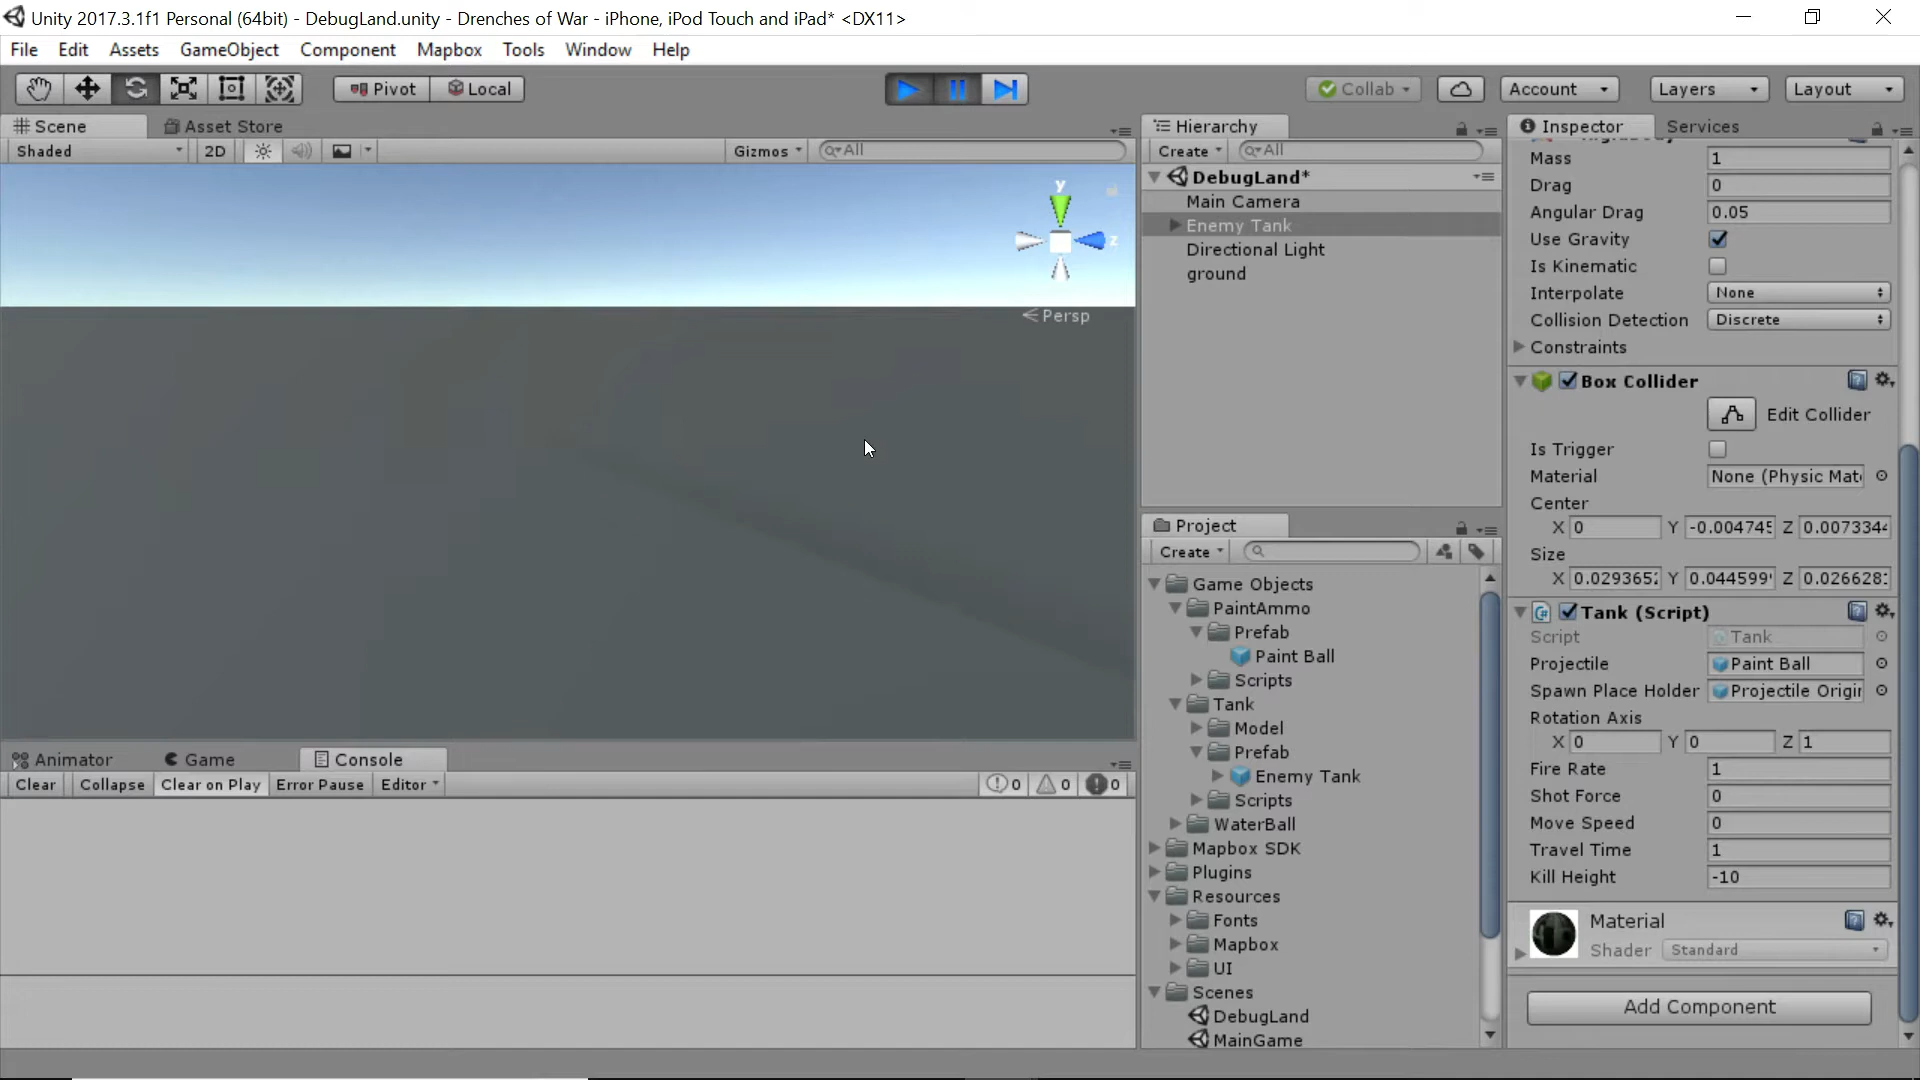 Unity 2017.3.1f1 Personal (64bit) - DebugLand.unity - Drenches of War - iPhone, iPod Touch and iPad* <DX11>
File Edit Assets GameObject Component Mapbox Tools Window Help
Pivot Local Collab Account Layers Layout
Scene Asset Store
Shaded 2D Gizmos All
y
z
Persp
Animator Game Console
Clear Collapse Clear on Play Error Pause Editor 0 0 0
Hierarchy
Create All
DebugLand*
Main Camera
Enemy Tank
Directional Light
ground
Project
Create
Game Objects
PaintAmmo
Prefab
Paint Ball
Scripts
Tank
Model
Prefab
Enemy Tank
Scripts
WaterBall
Mapbox SDK
Plugins
Resources
Fonts
Mapbox
UI
Scenes
DebugLand
MainGame
Inspector Services
Mass 1
Drag 0
Angular Drag 0.05
Use Gravity
Is Kinematic
Interpolate None
Collision Detection Discrete
Constraints
Box Collider
Edit Collider
Is Trigger
Material None (Physic Mat
Center
X 0 Y -0.004745 Z 0.0073344
Size
X 0.029365 Y 0.044599 Z 0.026628
Tank (Script)
Script Tank
Projectile Paint Ball
Spawn Place Holder Projectile Origin
Rotation Axis
X 0 Y 0 Z 1
Fire Rate 1
Shot Force 0
Move Speed 0
Travel Time 1
Kill Height -10
Material
Shader Standard
Add Component